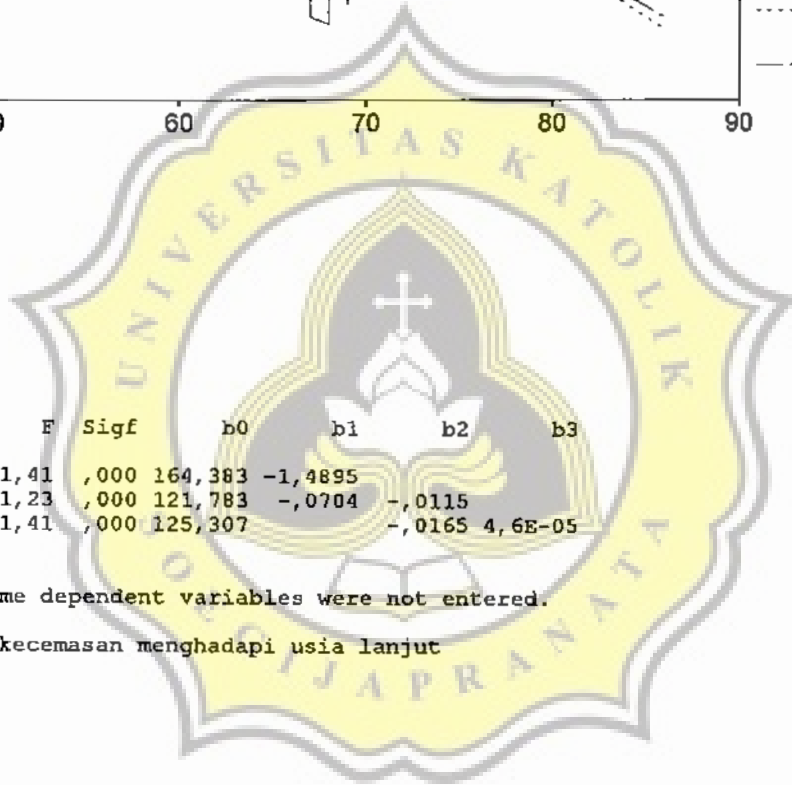 60 70 80 90
UNIVERSITAS KATOLIK
F Sigf b0 b1 b2 b3
1,41 ,000 164,383 -1,4895
1,23 ,000 121,783 -,0704 -,0115
1,41 ,000 125,307 -,0165 4,6E-05
me dependent variables were not entered.
kecemasan menghadapi usia lanjut
SOEGIJAPRANATA